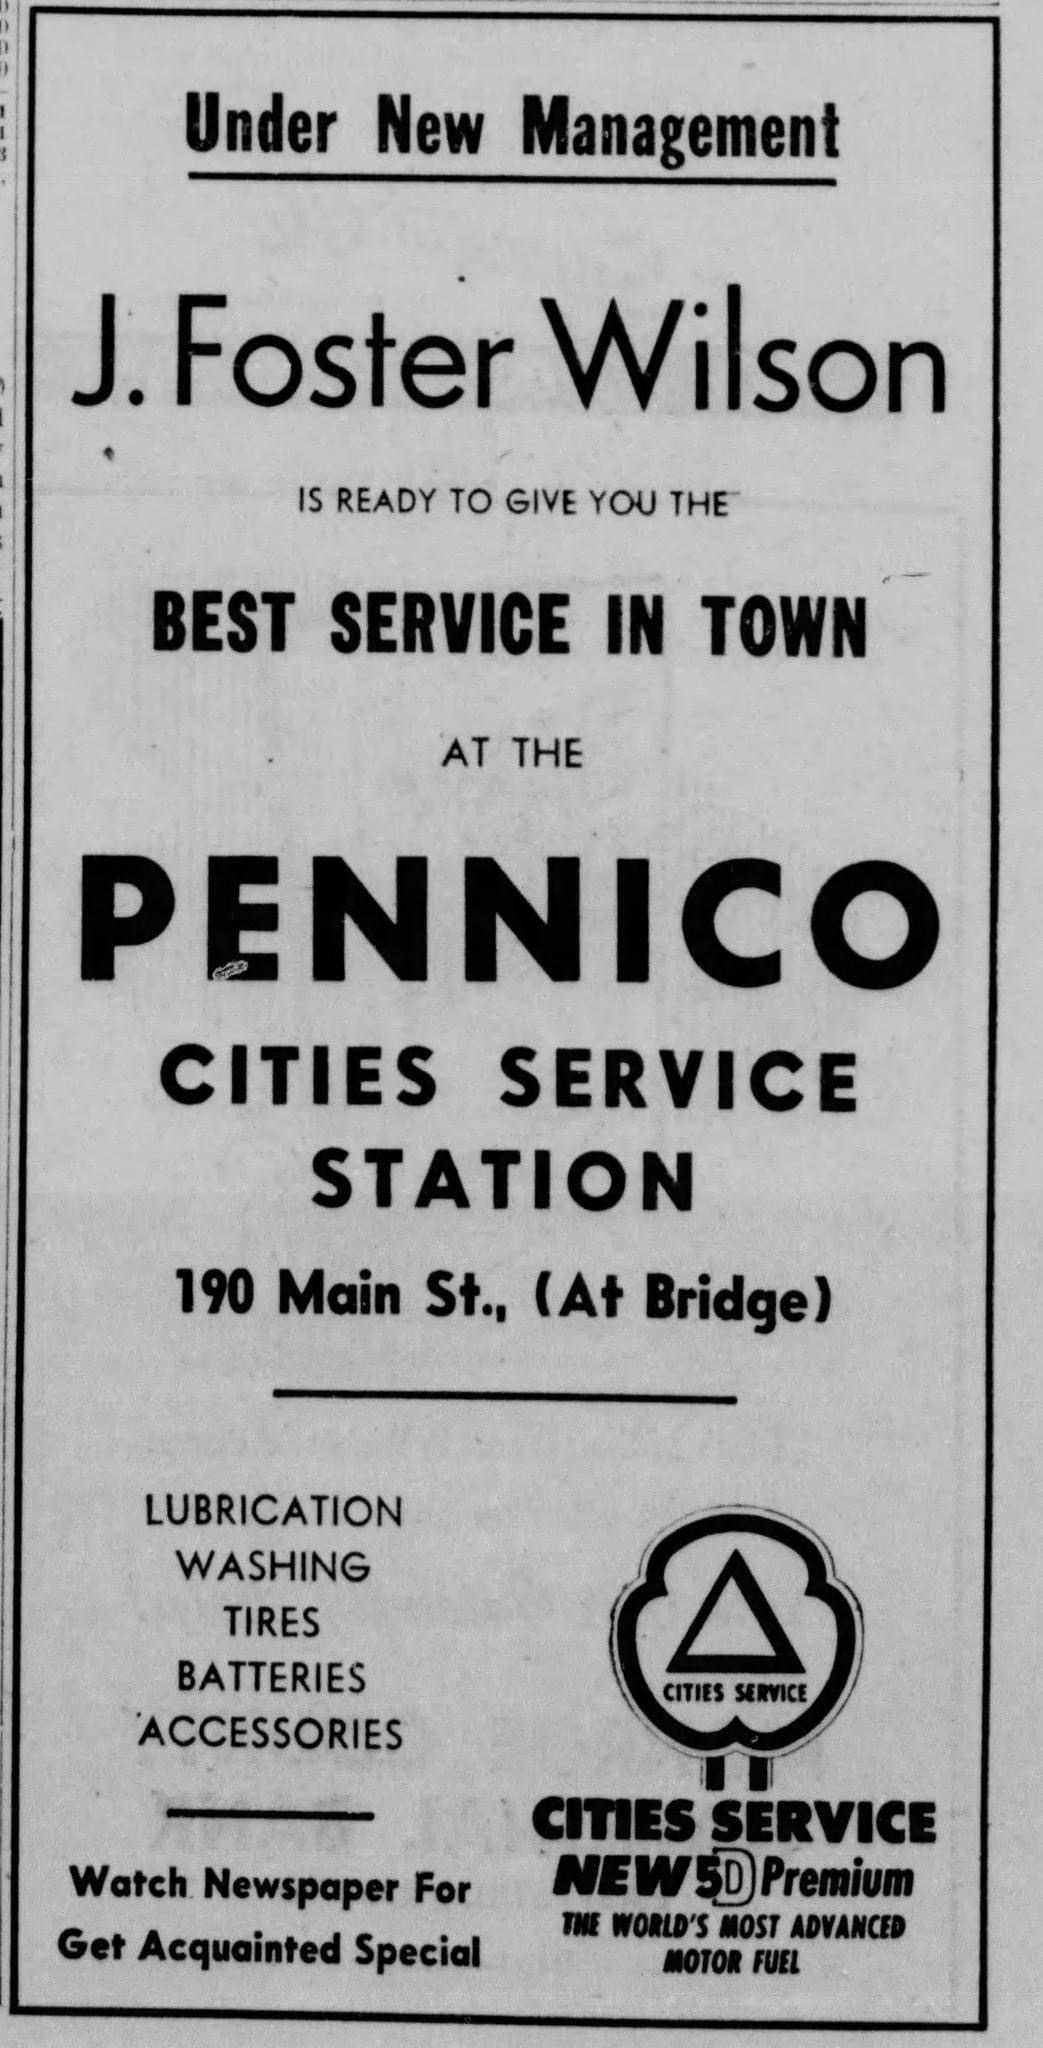 Under New Management
J. Foster Wilson
IS READY TO GIVE YOU THE
BEST SERVICE IN TOWN
AT THE
PENNICO
CITIES SERVICE
STATION
190 Main St., (At Bridge)
LUBRICATION
WASHING
TIRES
BATTERIES
ACCESSORIES
Watch Newspaper For
Get Acquainted Special
CITIES SERVICE
CITIES SERVICE
NEW 5D Premium
THE WORLD'S MOST ADVANCED
MOTOR FUEL